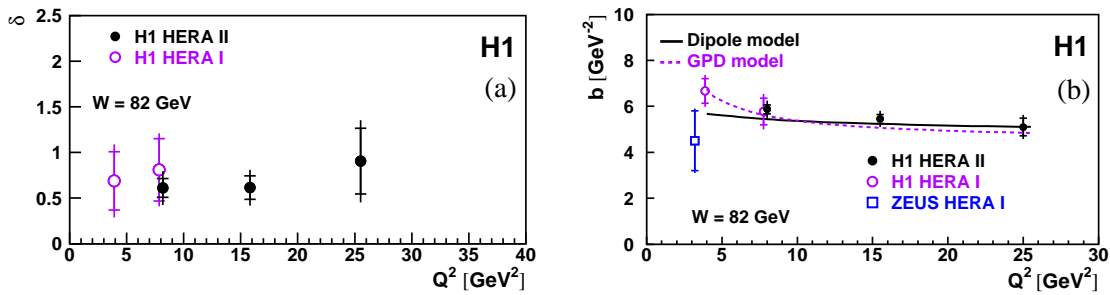 δ
2.5
2
1.5
1
0.5
0
H1 HERA II
H1 HERA I
H1
(a)
W = 82 GeV
0 5 10 15 20 25 30 35 40
Q² [GeV²]
b [GeV⁻²]
10
8
6
4
2
0
Dipole model
GPD model
H1
(b)
H1 HERA II
H1 HERA I
ZEUS HERA I
W = 82 GeV
0 5 10 15 20 25 30
Q² [GeV²]